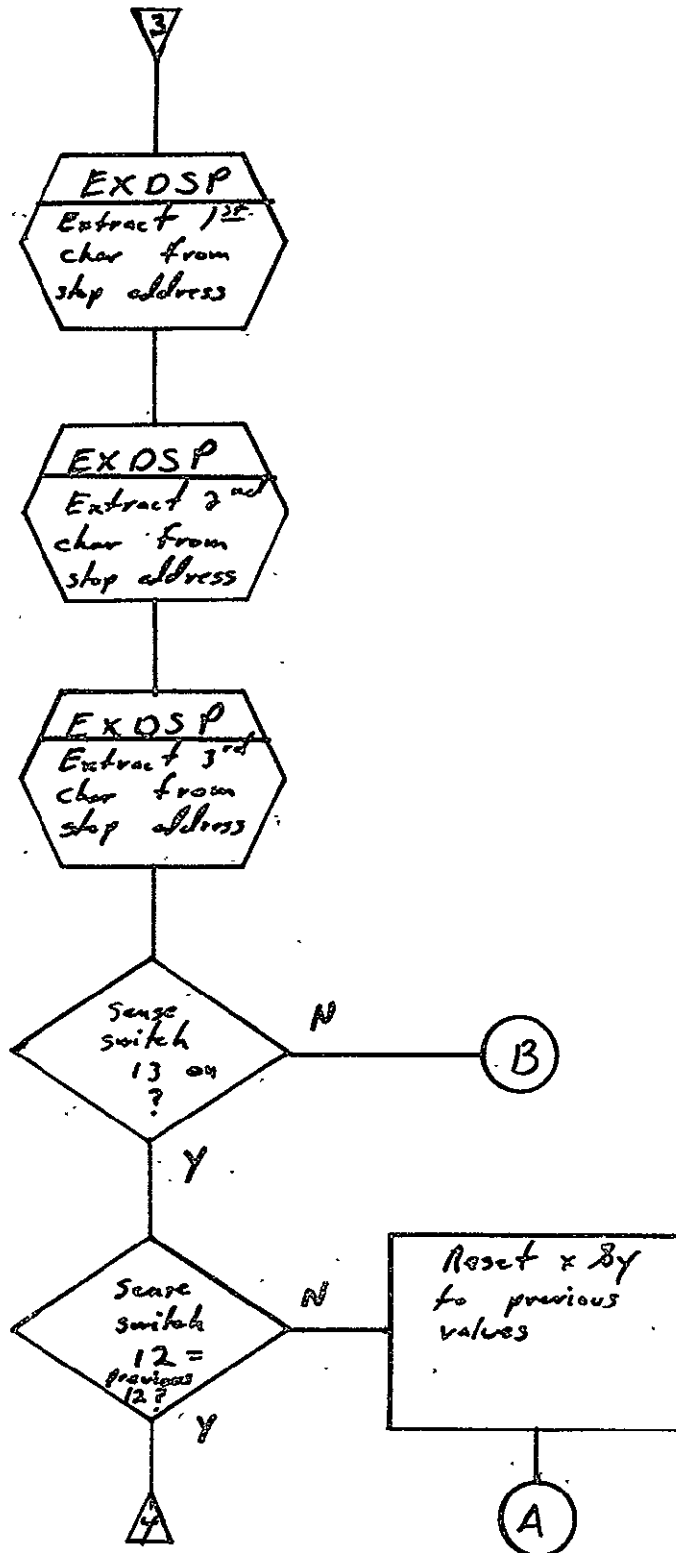 3
EXDSP
Extract 1st
char from
stop address
EXDSP
Extract 2nd
char from
stop address
EXDSP
Extract 3rd
char from
stop address
Sense
switch
13 on
?
N
B
Y
Sense
switch
12 =
previous
12?
N
Reset x & y
to previous
values
Y
4
A